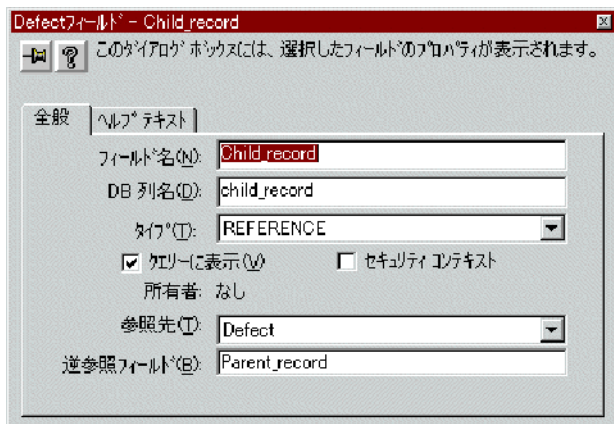 Defectフィールド - Child_record
このダイアログ ボックスには、選択したフィールドのプロパティが表示されます。
全般 ヘルプ テキスト
フィールド名(N): Child_record
DB 列名(D): child_record
タイプ(T): REFERENCE
クエリーに表示(V) セキュリティ コンテキスト
所有者: なし
参照先(T): Defect
逆参照フィールド(B): Parent_record